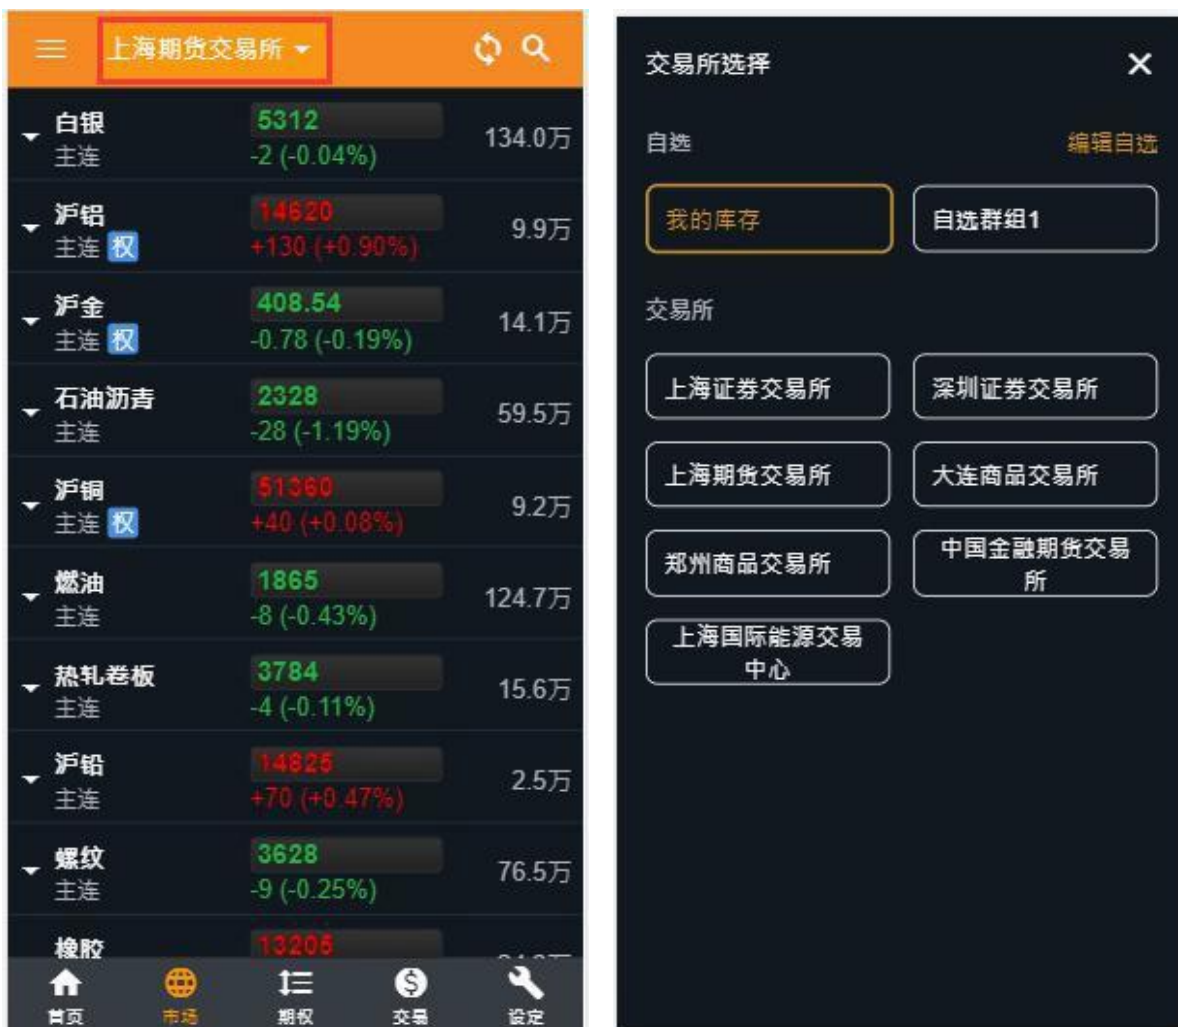 上海期货交易所
白银
5312
134.0万
主连
-2 (-0.04%)
沪铝
14620
9.9万
主连 权
+130 (+0.90%)
沪金
408.54
14.1万
主连 权
-0.78 (-0.19%)
石油沥青
2328
59.5万
主连
-28 (-1.19%)
沪铜
51360
9.2万
主连 权
+40 (+0.08%)
燃油
1865
124.7万
主连
-8 (-0.43%)
热轧卷板
3784
15.6万
主连
-4 (-0.11%)
沪铅
14825
2.5万
主连
+70 (+0.47%)
螺纹
3628
76.5万
主连
-9 (-0.25%)
橡胶
13205
首页
市场
期权
交易
设定
交易所选择
自选
编辑自选
我的库存
自选群组1
交易所
上海证券交易所
深圳证券交易所
上海期货交易所
大连商品交易所
郑州商品交易所
中国金融期货交易
所
上海国际能源交易
中心